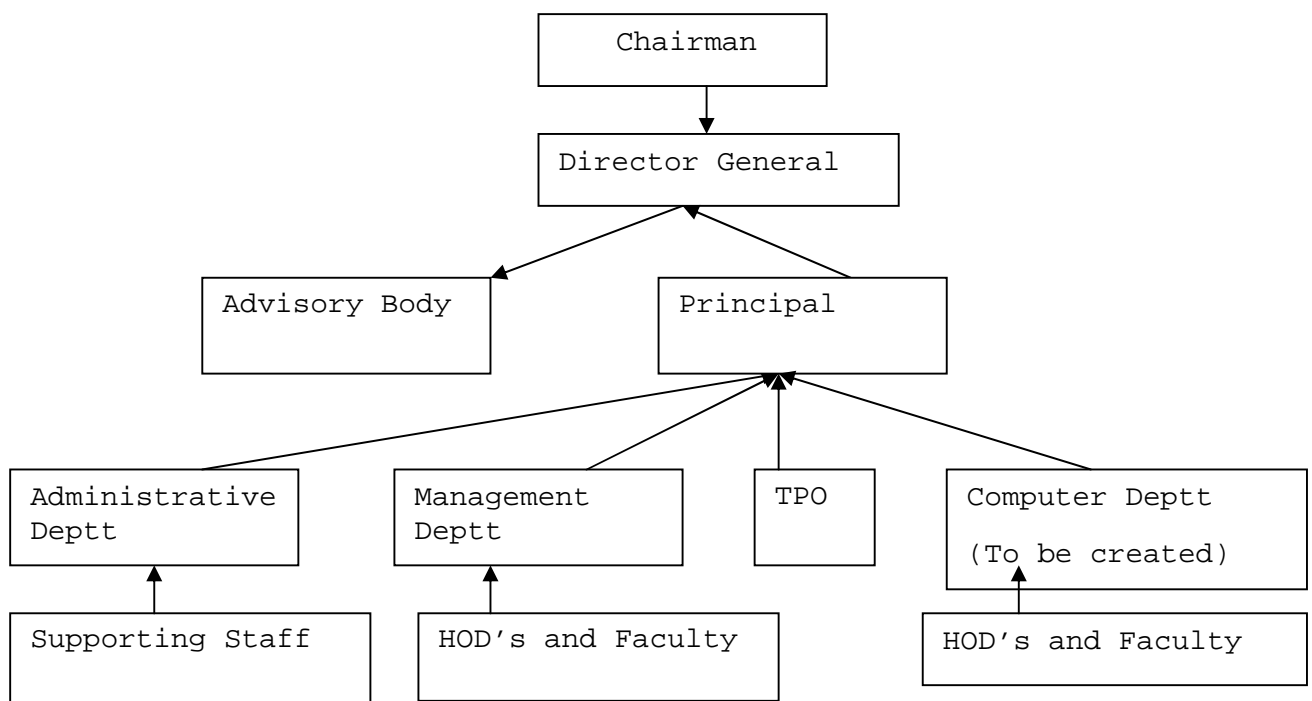 Chairman
Director General
Advisory Body
Principal
Administrative
Deptt
Management
Deptt
TPO
Computer Deptt
(To be created)
Supporting Staff
HOD's and Faculty
HOD's and Faculty